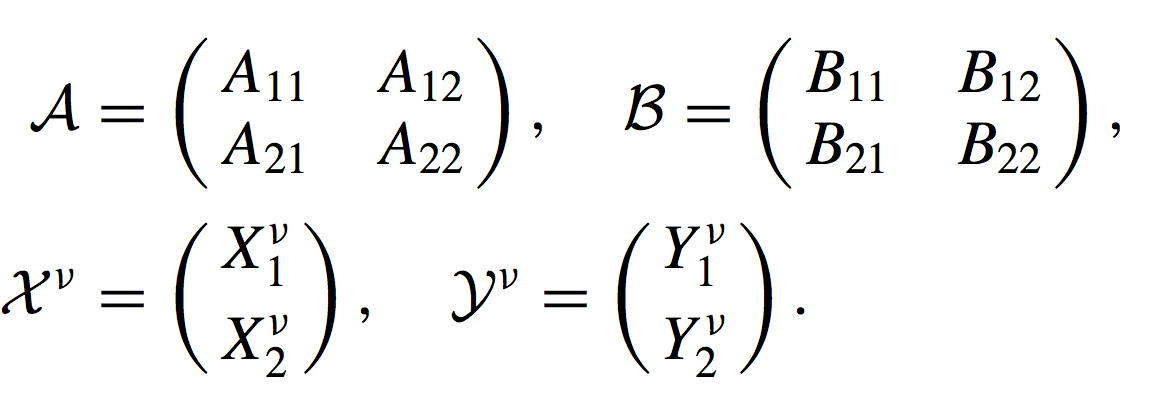 𝒜 = ( A₁₁ A₁₂ ; A₂₁ A₂₂ ), ℬ = ( B₁₁ B₁₂ ; B₂₁ B₂₂ ),
𝒳^ν = ( X₁^ν ; X₂^ν ), 𝒴^ν = ( Y₁^ν ; Y₂^ν ).